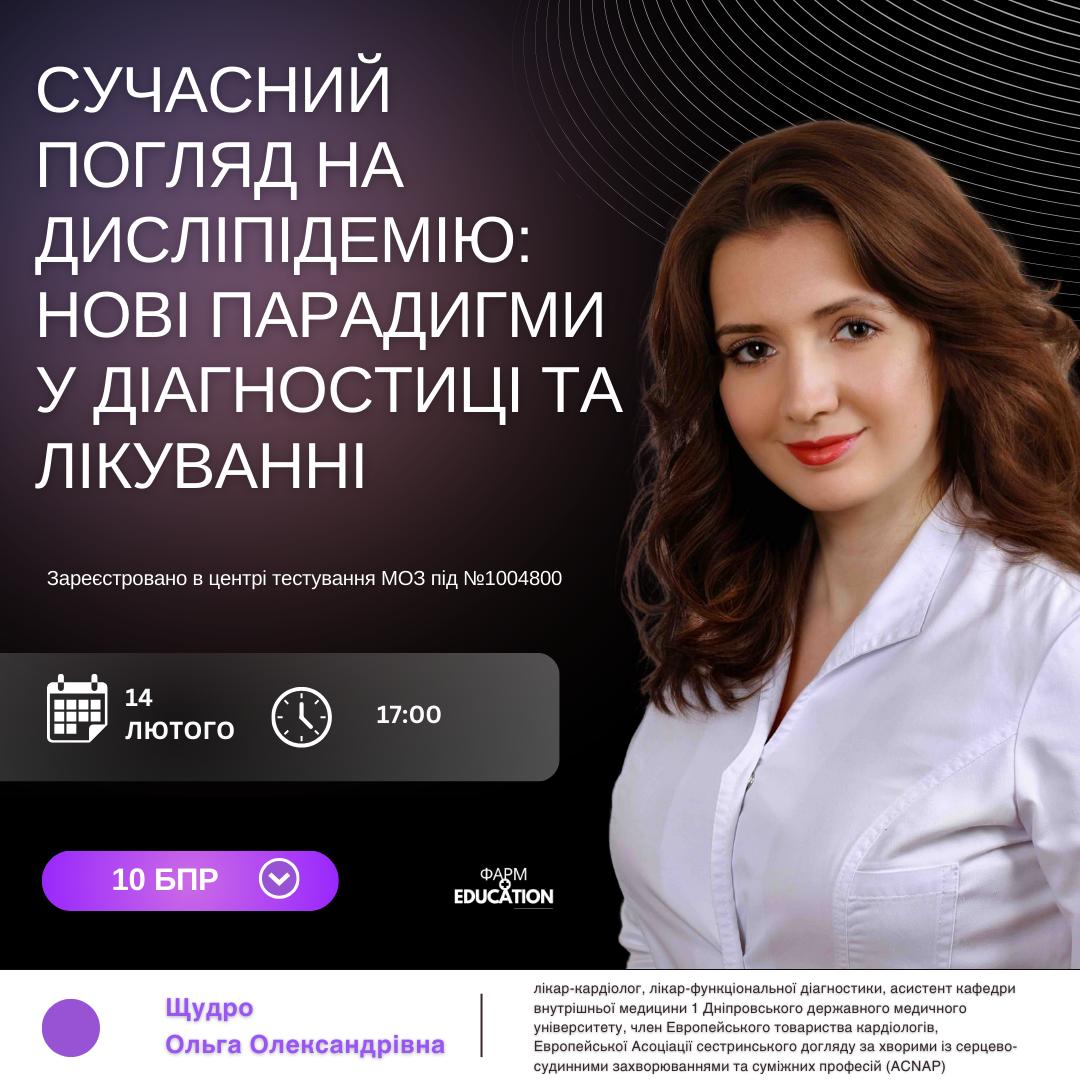 СУЧАСНИЙ
ПОГЛЯД НА
ДИСЛІПІДЕМІЮ:
НОВІ ПАРАДИГМИ
У ДІАГНОСТИЦІ ТА
ЛІКУВАННІ
Зареєстровано в центрі тестування МОЗ під №1004800
14
ЛЮТОГО
17:00
10 БПР
ФАРМ
EDUCATION
Щудро
Ольга Олександрівна
лікар-кардіолог, лікар-функціональної діагностики, асистент кафедри
внутрішньої медицини 1 Дніпровського державного медичного
університету, член Європейського товариства кардіологів,
Європейської Асоціації сестринського догляду за хворими із серцево-
судинними захворюваннями та суміжних професій (ACNAP)